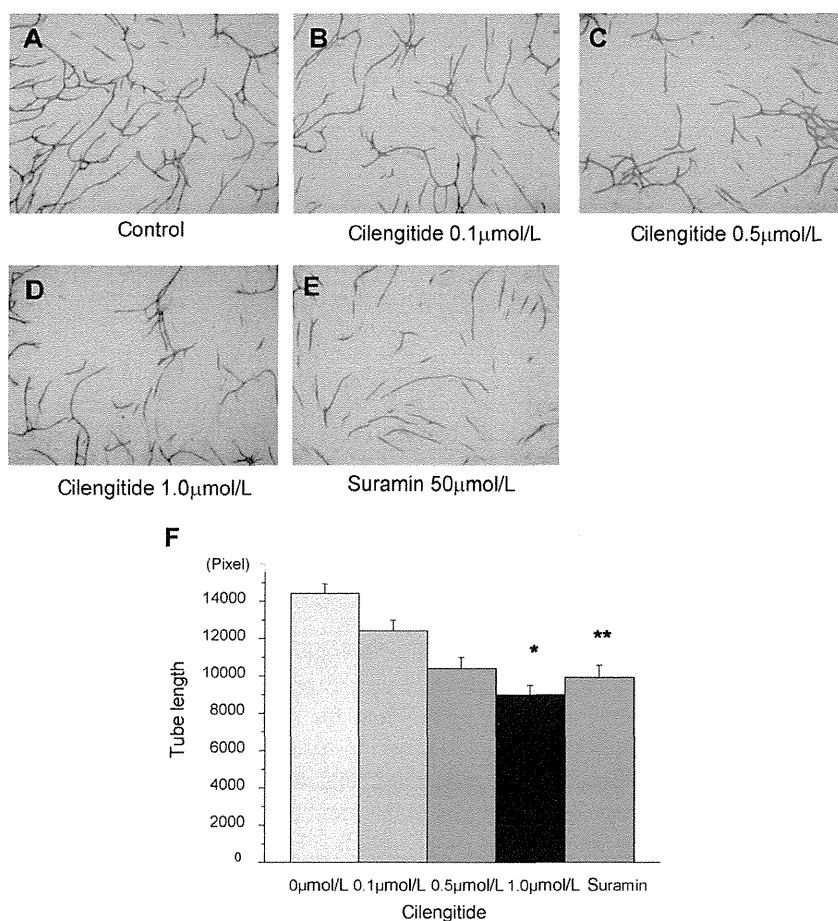 A
B
C
Control
Cilengitide 0.1μmol/L
Cilengitide 0.5μmol/L
D
E
Cilengitide 1.0μmol/L
Suramin 50μmol/L
F
(Pixel)
14000
12000
10000
8000
6000
4000
2000
0
Tube length
*
**
0μmol/L 0.1μmol/L 0.5μmol/L 1.0μmol/L Suramin
Cilengitide